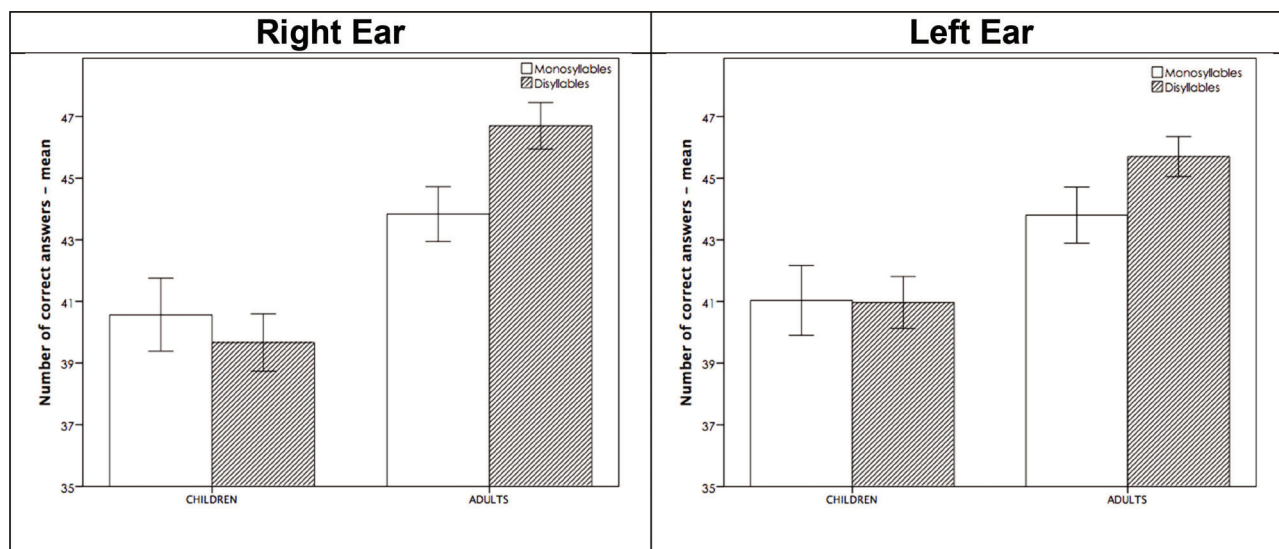 Right Ear
Left Ear
Monosyllables
Disyllables
Number of correct answers – mean
47
45
43
41
39
37
35
CHILDREN
ADULTS
Monosyllables
Disyllables
Number of correct answers – mean
47
45
43
41
39
37
35
CHILDREN
ADULTS